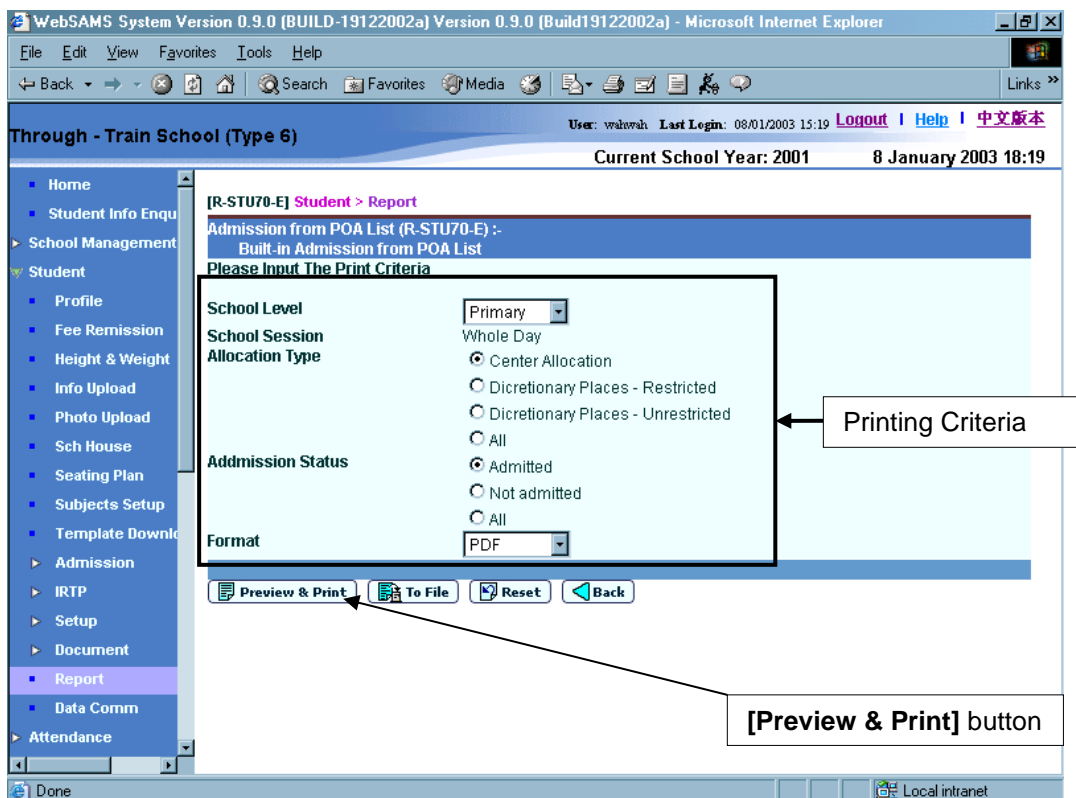 WebSAMS System Version 0.9.0 (BUILD-19122002a) Version 0.9.0 (Build19122002a) - Microsoft Internet Explorer
File Edit View Favorites Tools Help
Back Search Favorites Media Links »
Through - Train School (Type 6)
User: wahwah Last Login: 08/01/2003 15:19 Logout | Help | 中文版本
Current School Year: 2001 8 January 2003 18:19
Home
Student Info Enqu
School Management
Student
Profile
Fee Remission
Height & Weight
Info Upload
Photo Upload
Sch House
Seating Plan
Subjects Setup
Template Downlo
Admission
IRTP
Setup
Document
Report
Data Comm
Attendance
[R-STU70-E] Student > Report
Admission from POA List (R-STU70-E) :-
Built-in Admission from POA List
Please Input The Print Criteria
School Level Primary
School Session Whole Day
Allocation Type Center Allocation
Dicretionary Places - Restricted
Dicretionary Places - Unrestricted
All
Addmission Status Admitted
Not admitted
All
Format PDF
Preview & Print To File Reset Back
Printing Criteria
[Preview & Print] button
Done Local intranet